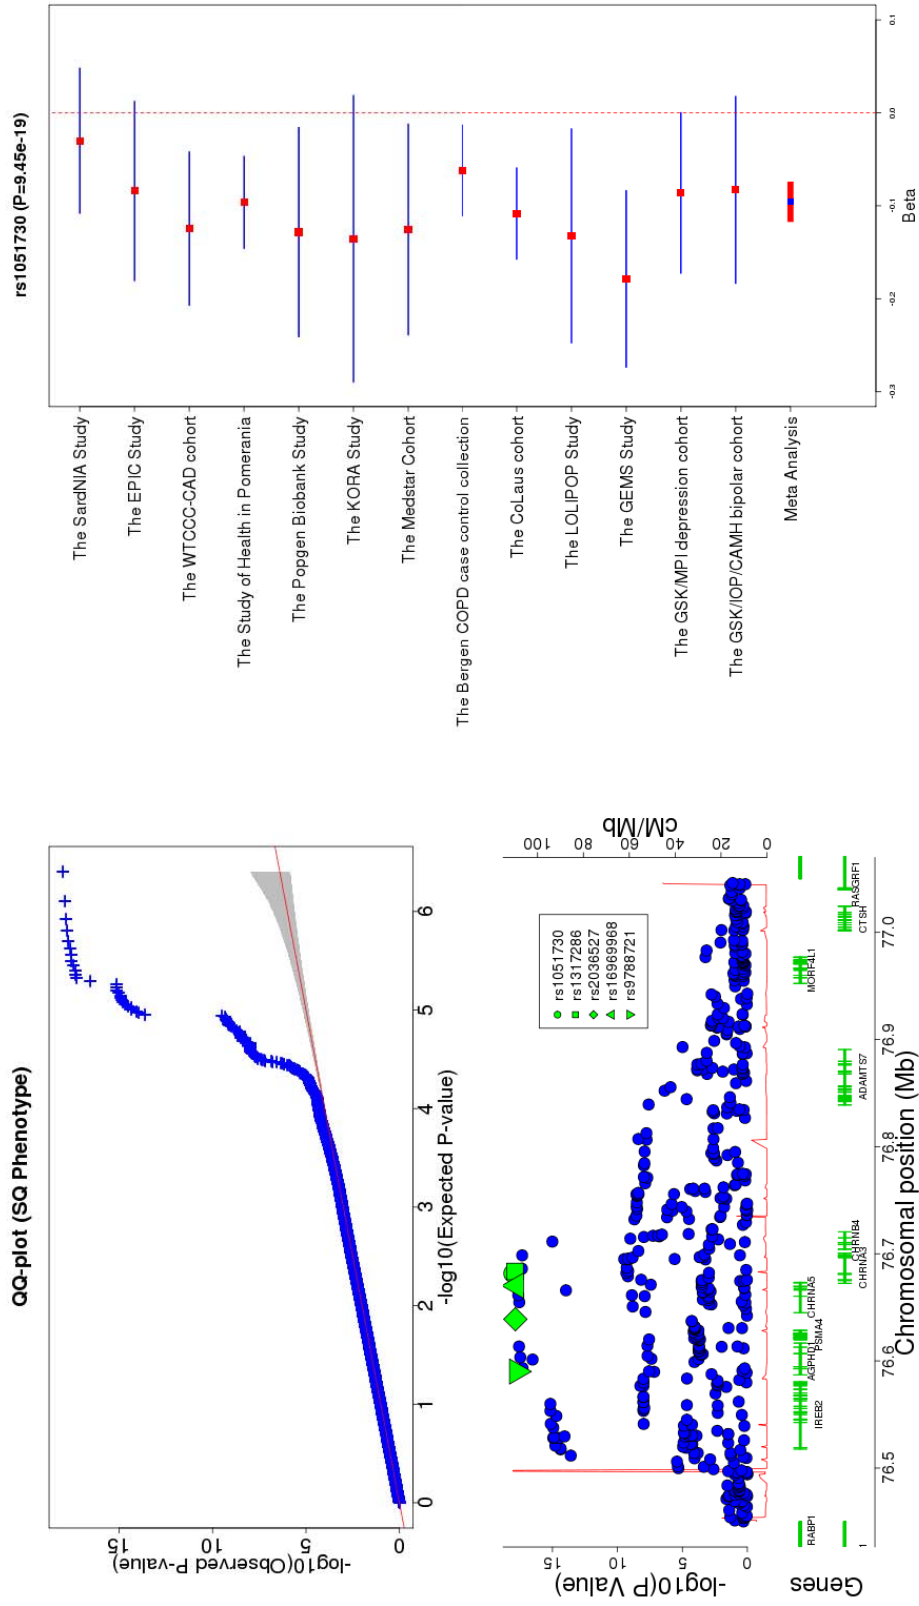 QQ-plot (SQ Phenotype)
-log10(Observed P-value)
0
5
10
15
0
1
2
3
4
5
6
-log10(Expected P-value)
-log10(P Value)
0
5
10
15
cM/Mb
0
20
40
60
80
100
rs1051730
rs1317286
rs2036527
rs16969968
rs9788721
Genes
RABP1
1
IREB2
AGPHD1
PSMA4
CHRNA5
CHRNA3
CHRNB4
ADAMTS7
MORF4L1
CTSH
RASGRF1
76.5
76.6
76.7
76.8
76.9
77.0
Chromosomal position (Mb)
rs1051730 (P=9.45e-19)
The SardNIA Study
The EPIC Study
The WTCCC-CAD cohort
The Study of Health in Pomerania
The Popgen Biobank Study
The KORA Study
The Medstar Cohort
The Bergen COPD case control collection
The CoLaus cohort
The LOLIPOP Study
The GEMS Study
The GSK/MPI depression cohort
The GSK/IOP/CAMH bipolar cohort
Meta Analysis
-0.3
-0.2
-0.1
0.0
0.1
Beta